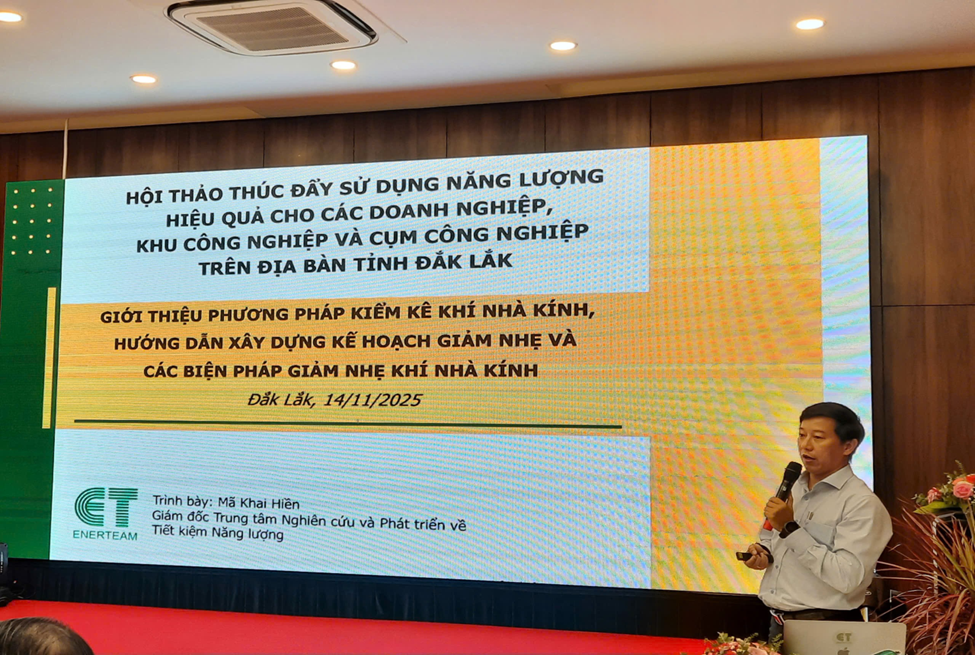 HỘI THẢO THÚC ĐẨY SỬ DỤNG NĂNG LƯỢNG
HIỆU QUẢ CHO CÁC DOANH NGHIỆP,
KHU CÔNG NGHIỆP VÀ CỤM CÔNG NGHIỆP
TRÊN ĐỊA BÀN TỈNH ĐẮK LẮK
GIỚI THIỆU PHƯƠNG PHÁP KIỂM KÊ KHÍ NHÀ KÍNH,
HƯỚNG DẪN XÂY DỰNG KẾ HOẠCH GIẢM NHẸ VÀ
CÁC BIỆN PHÁP GIẢM NHẸ KHÍ NHÀ KÍNH
Đắk Lắk, 14/11/2025
ET
ENERTEAM
Trình bày: Mã Khai Hiền
Giám đốc Trung tâm Nghiên cứu và Phát triển về
Tiết kiệm Năng lượng
ET